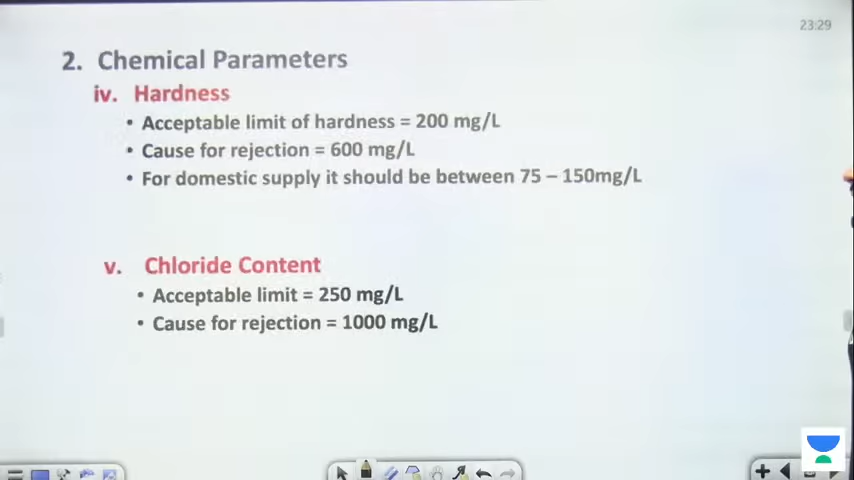 23:29
2. Chemical Parameters
iv. Hardness
• Acceptable limit of hardness = 200 mg/L
• Cause for rejection = 600 mg/L
• For domestic supply it should be between 75 – 150mg/L
v. Chloride Content
• Acceptable limit = 250 mg/L
• Cause for rejection = 1000 mg/L